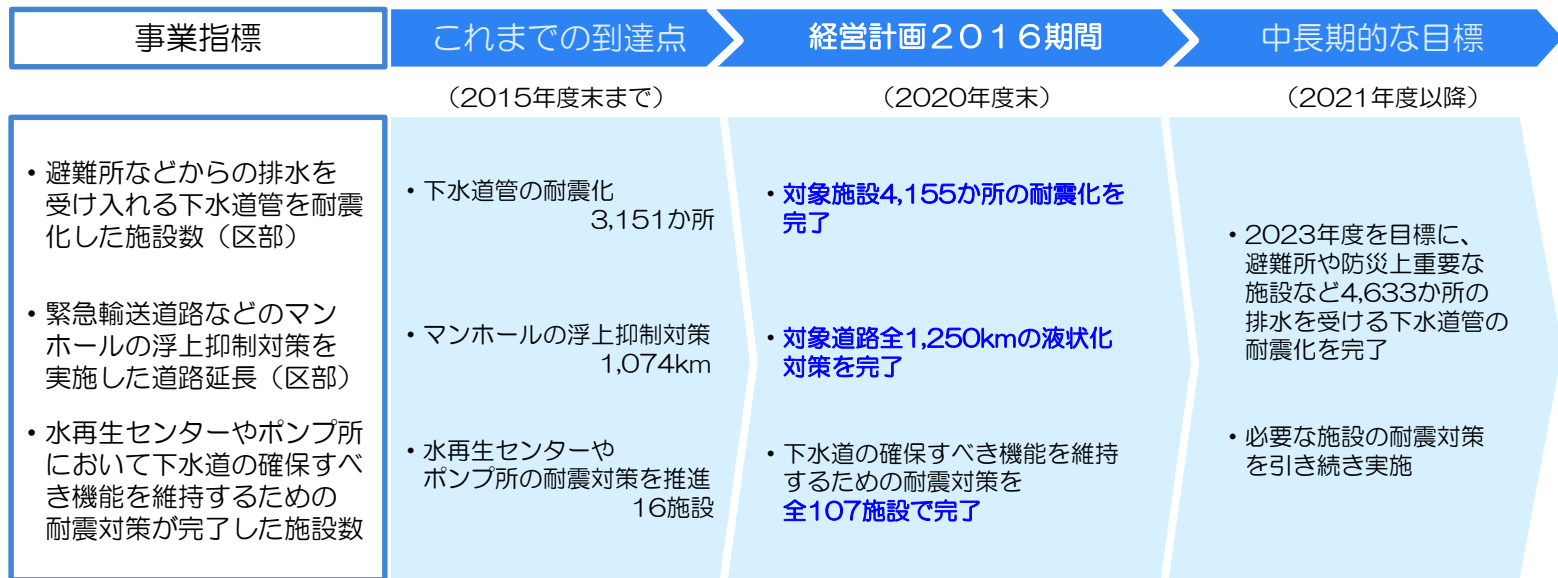 事業指標
これまでの到達点
経営計画2016期間
中長期的な目標
（2015年度末まで）
（2020年度末）
（2021年度以降）
・避難所などからの排水を
受け入れる下水道管を耐震
化した施設数（区部）
・緊急輸送道路などのマン
ホールの浮上抑制対策を
実施した道路延長（区部）
・水再生センターやポンプ所
において下水道の確保すべ
き機能を維持するための
耐震対策が完了した施設数
・下水道管の耐震化
3,151か所
・マンホールの浮上抑制対策
1,074km
・水再生センターや
ポンプ所の耐震対策を推進
16施設
・対象施設4,155か所の耐震化を
完了
・対象道路全1,250kmの液状化
対策を完了
・下水道の確保すべき機能を維持
するための耐震対策を
全107施設で完了
・2023年度を目標に、
避難所や防災上重要な
施設など4,633か所の
排水を受ける下水道管の
耐震化を完了
・必要な施設の耐震対策
を引き続き実施